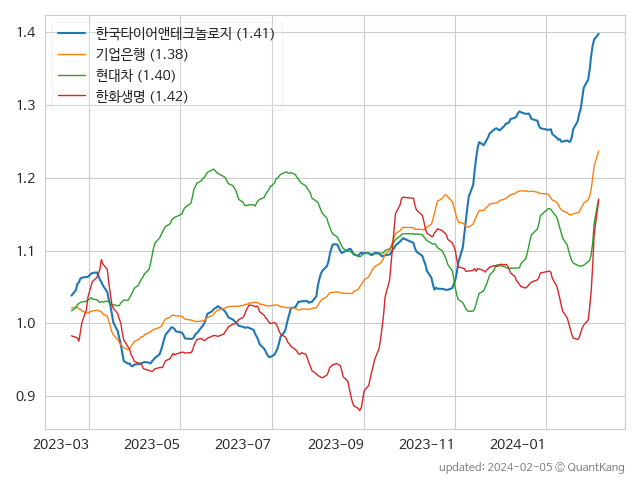 한국타이어앤테크놀로지 (1.41)
기업은행 (1.38)
현대차 (1.40)
한화생명 (1.42)
1.4
1.3
1.2
1.1
1.0
0.9
2023-03 2023-05 2023-07 2023-09 2023-11 2024-01
updated: 2024-02-05 © QuantKang